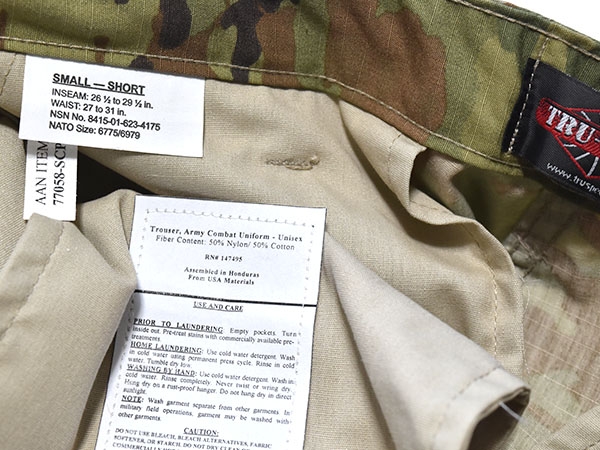 SMALL — SHORT
INSEAM: 26 ½ to 29 ½ in.
WAIST: 27 to 31 in.
NSN No. 8415-01-623-4175
NATO Size: 6775/6979
AAN ITEM
77058-SCP
TRU
www.truspe
Trouser, Army Combat Uniform - Unisex
Fiber Content: 50% Nylon/ 50% Cotton
RN# 147495
Assembled in Honduras
From USA Materials
USE AND CARE
PRIOR TO LAUNDERING: Empty pockets. Turn
inside out. Pre-treat stains with commercially available pre-
treatments.
HOME LAUNDERING: Use cold water detergent. Wash
in cold water using permanent press cycle. Rinse in cold
water. Tumble dry low.
WASHING BY HAND: Use cold water detergent. Wash in
cold water. Rinse completely. Never twist or wring dry.
Hang dry on a rust-proof hanger. Do not hang dry in direct
sunlight.
NOTE: Wash garment separate from other garments. In
military field operations, garment may be washed with
other garments.
CAUTION:
DO NOT USE BLEACH, BLEACH ALTERNATIVES, FABRIC
SOFTENER, OR STARCH. DO NOT DRY CLEAN